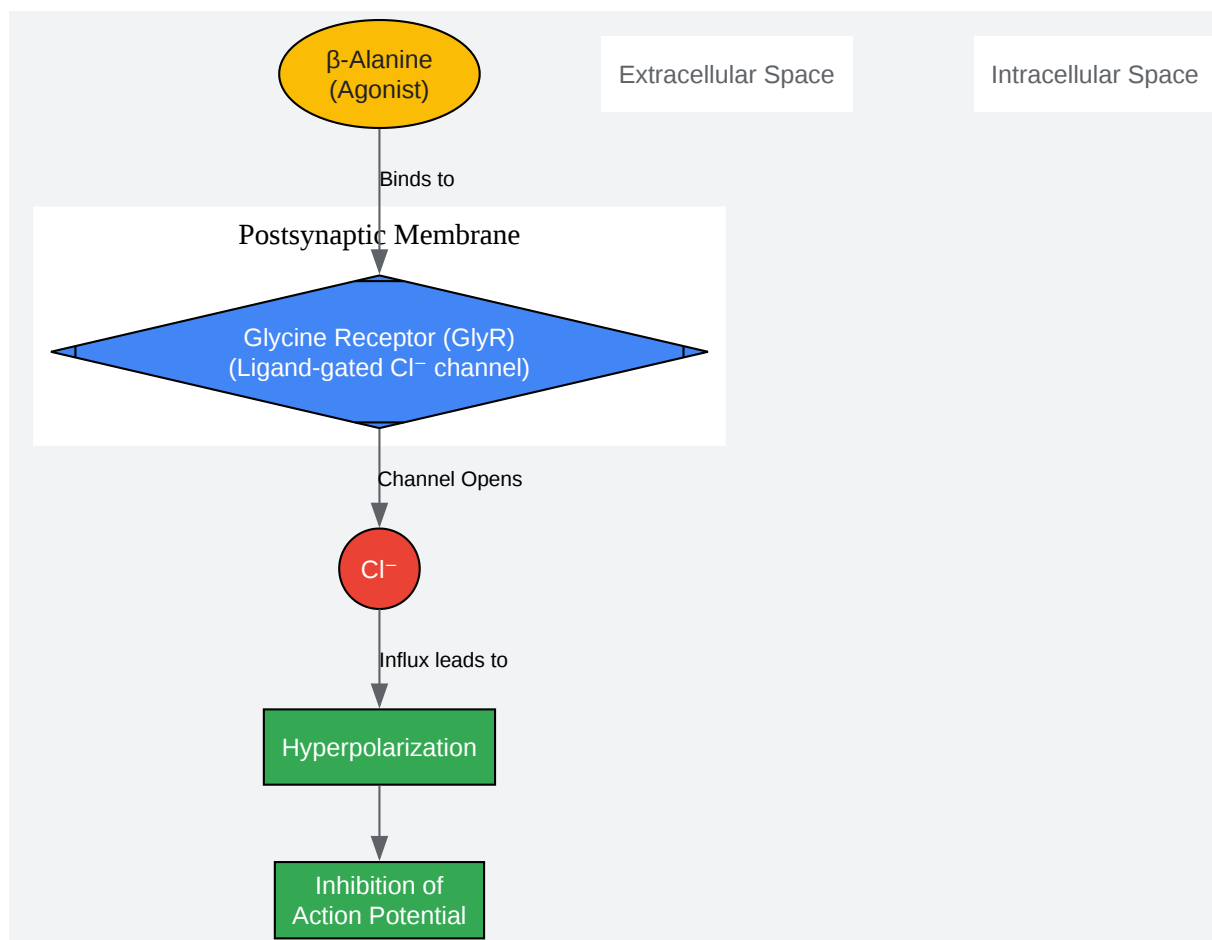 β-Alanine
(Agonist)
Extracellular Space
Intracellular Space
Binds to
Postsynaptic Membrane
Glycine Receptor (GlyR)
(Ligand-gated Cl⁻ channel)
Channel Opens
Cl⁻
Influx leads to
Hyperpolarization
Inhibition of
Action Potential